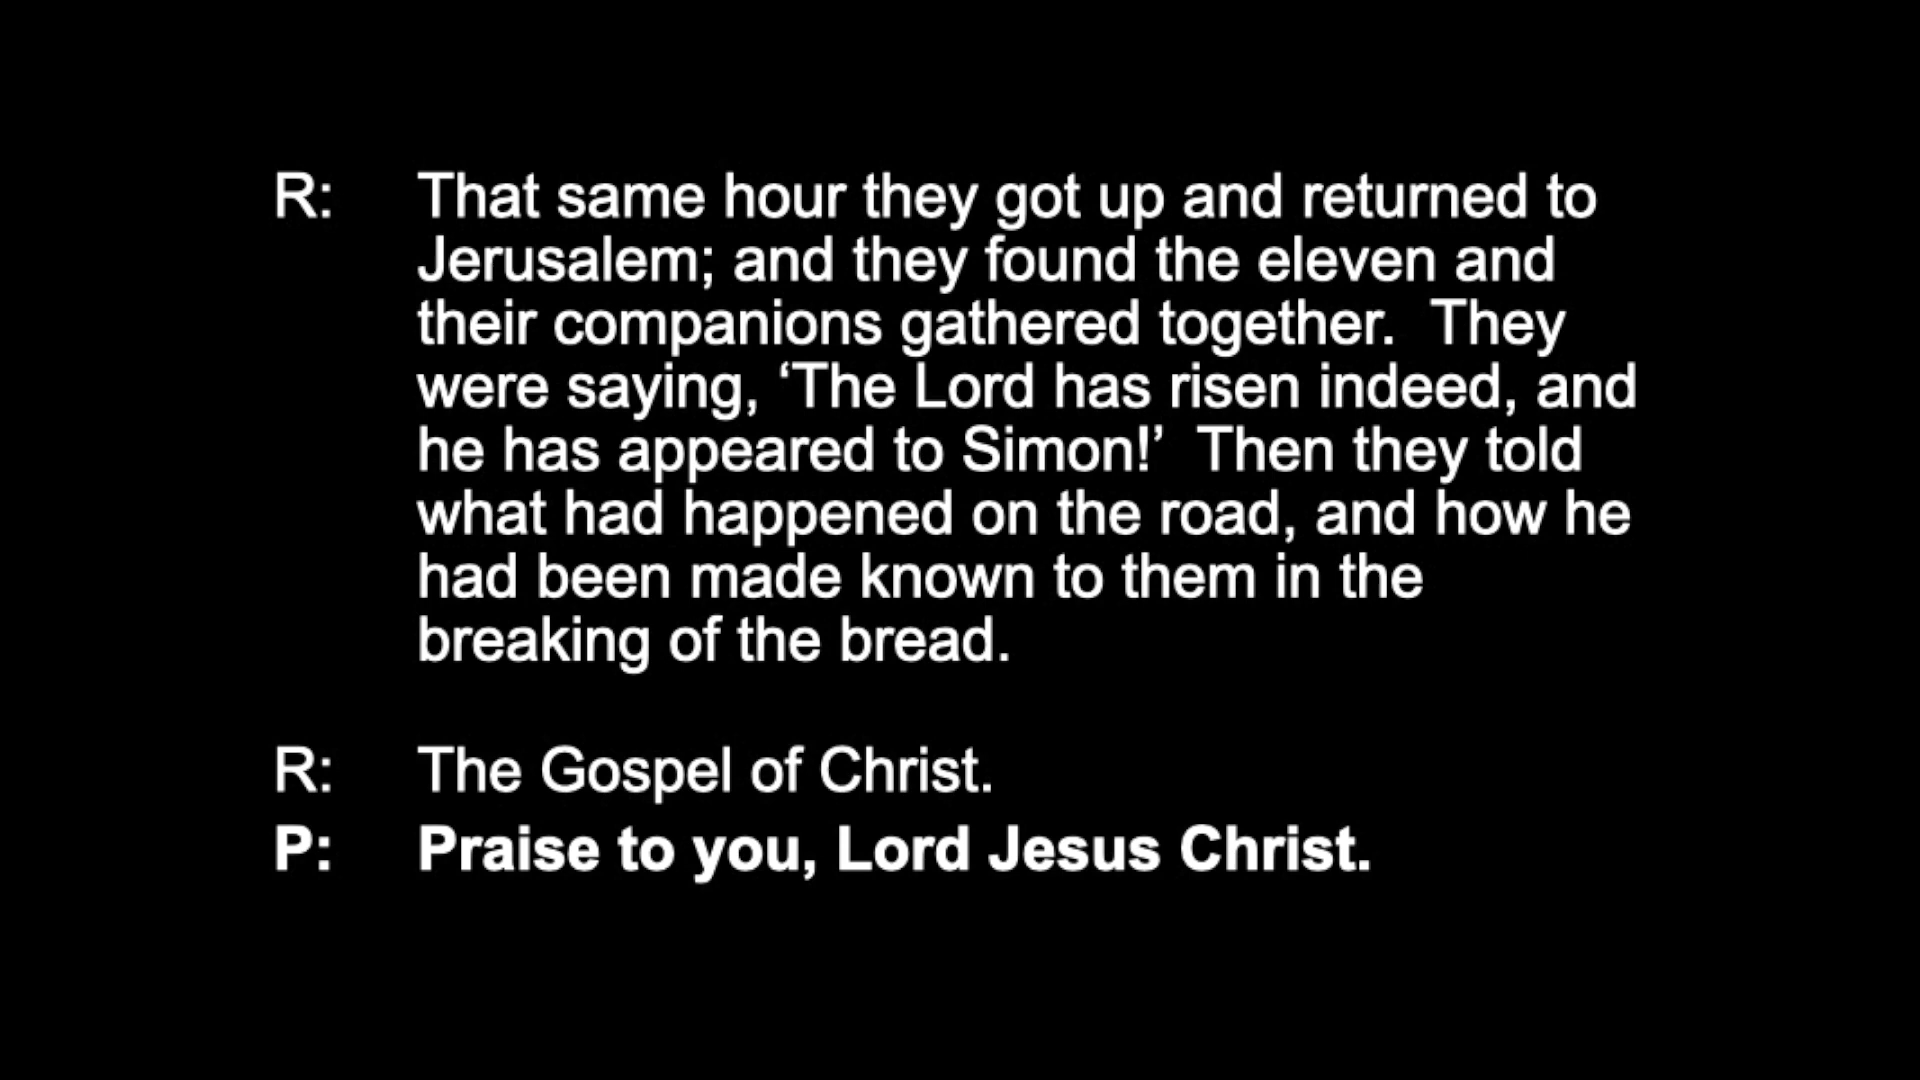 R: That same hour they got up and returned to
Jerusalem; and they found the eleven and
their companions gathered together.  They
were saying, ‘The Lord has risen indeed, and
he has appeared to Simon!’  Then they told
what had happened on the road, and how he
had been made known to them in the
breaking of the bread.
R: The Gospel of Christ.
P: Praise to you, Lord Jesus Christ.